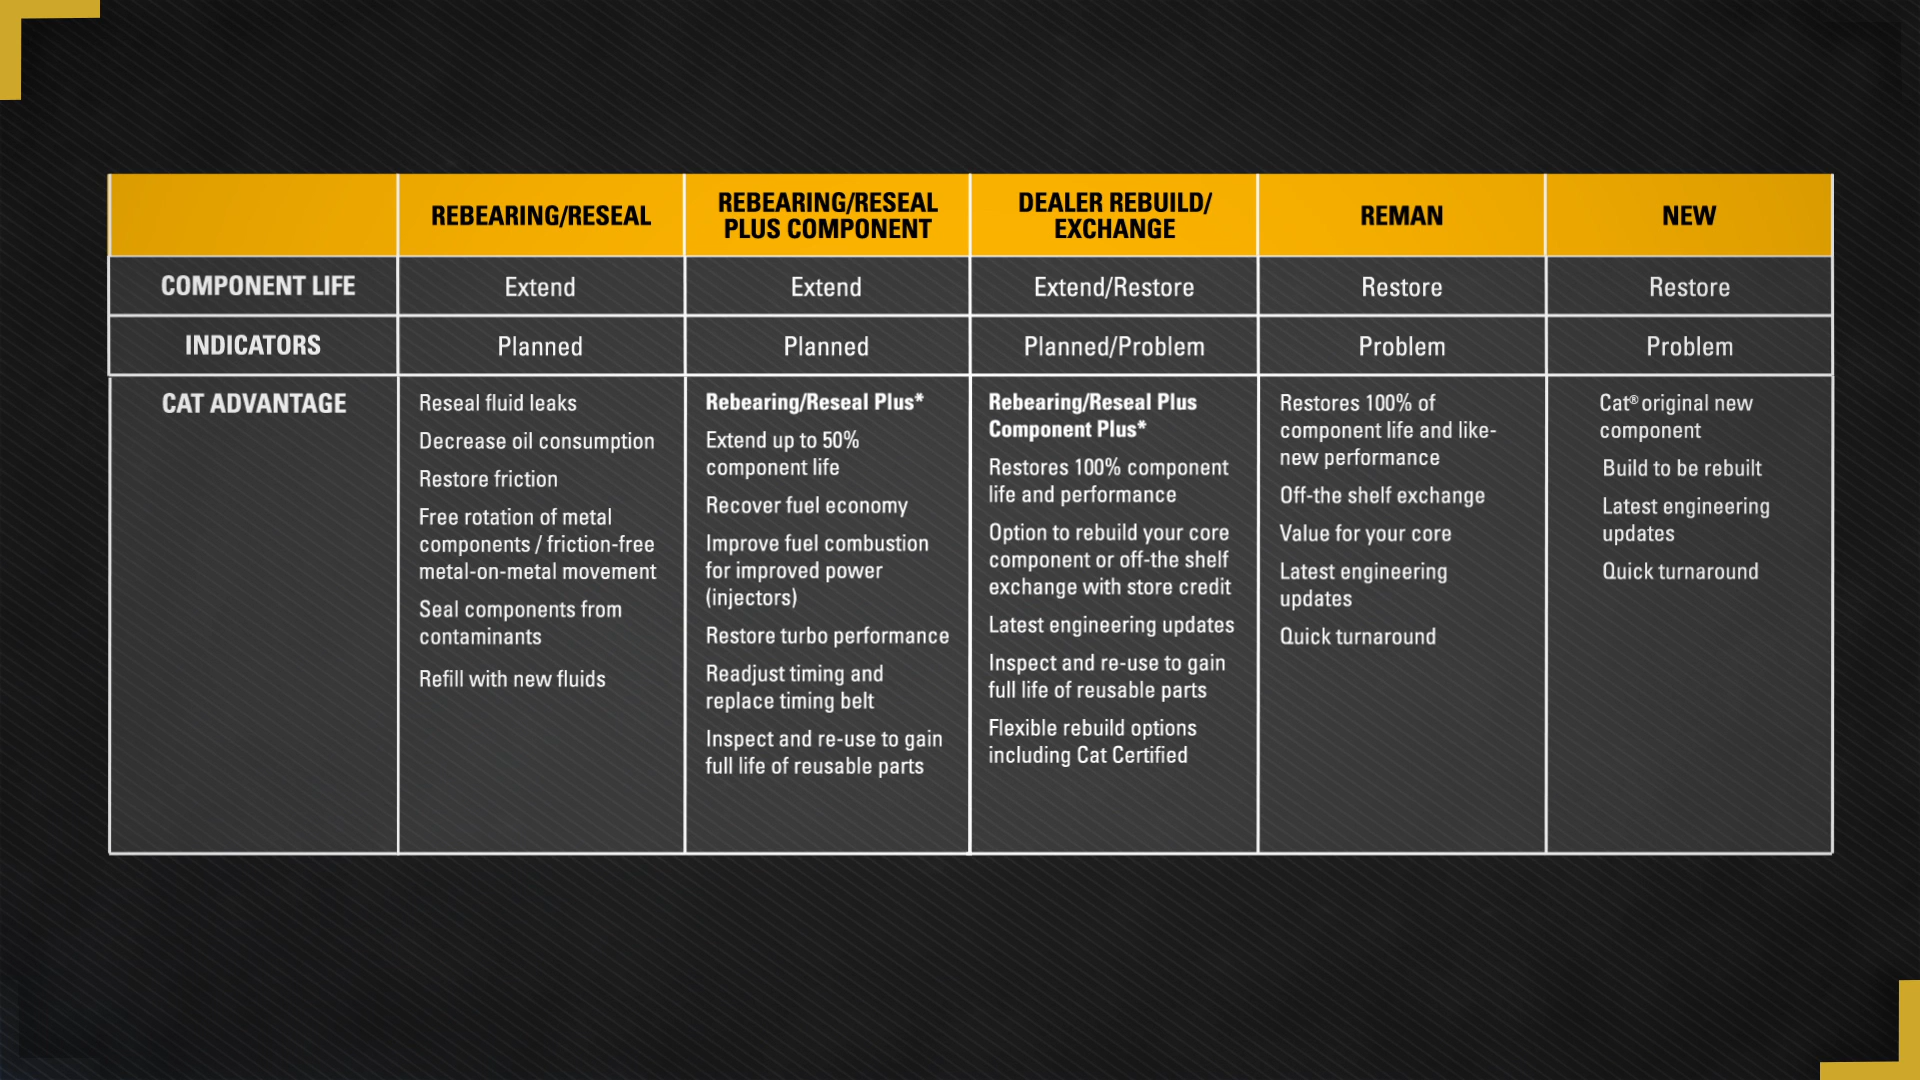 REBEARING/RESEAL
REBEARING/RESEAL
PLUS COMPONENT
DEALER REBUILD/
EXCHANGE
REMAN
NEW
COMPONENT LIFE
Extend
Extend
Extend/Restore
Restore
Restore
INDICATORS
Planned
Planned
Planned/Problem
Problem
Problem
CAT ADVANTAGE
Reseal fluid leaks
Decrease oil consumption
Restore friction
Free rotation of metal
components / friction-free
metal-on-metal movement
Seal components from
contaminants
Refill with new fluids
Rebearing/Reseal Plus*
Extend up to 50%
component life
Recover fuel economy
Improve fuel combustion
for improved power
(injectors)
Restore turbo performance
Readjust timing and
replace timing belt
Inspect and re-use to gain
full life of reusable parts
Rebearing/Reseal Plus
Component Plus*
Restores 100% component
life and performance
Option to rebuild your core
component or off-the shelf
exchange with store credit
Latest engineering updates
Inspect and re-use to gain
full life of reusable parts
Flexible rebuild options
including Cat Certified
Restores 100% of
component life and like-
new performance
Off-the shelf exchange
Value for your core
Latest engineering
updates
Quick turnaround
Cat® original new
component
Build to be rebuilt
Latest engineering
updates
Quick turnaround